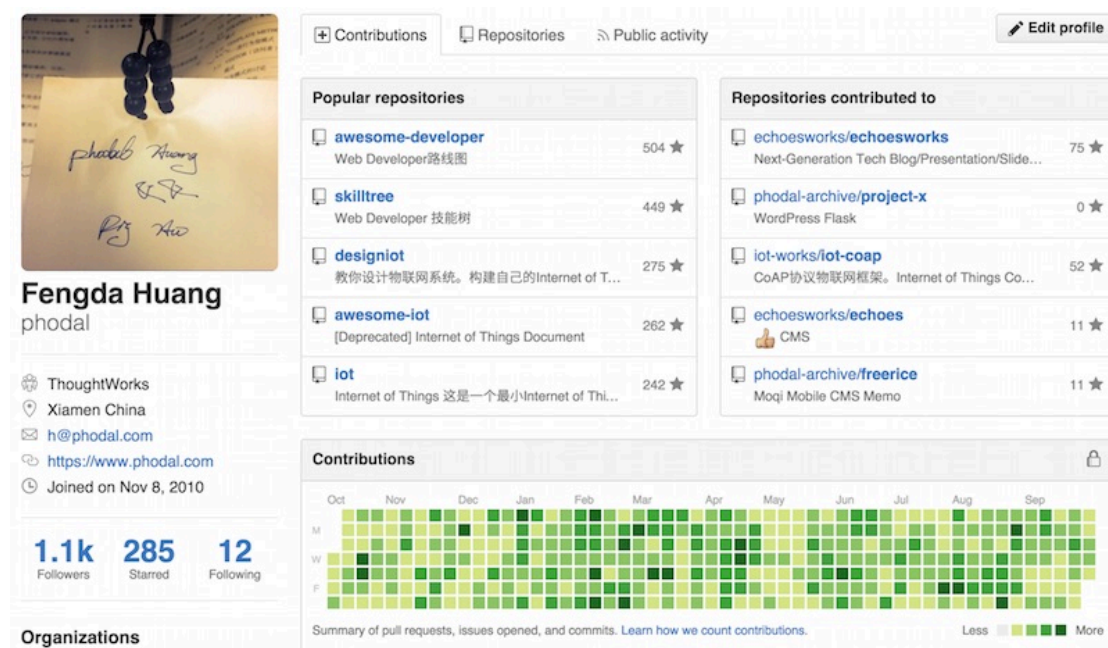 phodal Huang
Fengda Huang
phodal
ThoughtWorks
Xiamen China
h@phodal.com
https://www.phodal.com
Joined on Nov 8, 2010
1.1k 285 12
Followers Starred Following
Organizations
Contributions Repositories Public activity
Edit profile
Popular repositories
awesome-developer
Web Developer路线图
504
skilltree
Web Developer 技能树
449
designiot
教你设计物联网系统。构建自己的Internet of T...
275
awesome-iot
[Deprecated] Internet of Things Document
262
iot
Internet of Things 这是一个最小Internet of Thi...
242
Repositories contributed to
echoesworks/echoesworks
Next-Generation Tech Blog/Presentation/Slide...
75
phodal-archive/project-x
WordPress Flask
0
iot-works/iot-coap
CoAP协议物联网框架。Internet of Things Co...
52
echoesworks/echoes
👍 CMS
11
phodal-archive/freerice
Moqi Mobile CMS Memo
11
Contributions
Oct Nov Dec Jan Feb Mar Apr May Jun Jul Aug Sep
M
W
F
Summary of pull requests, issues opened, and commits. Learn how we count contributions.
Less More